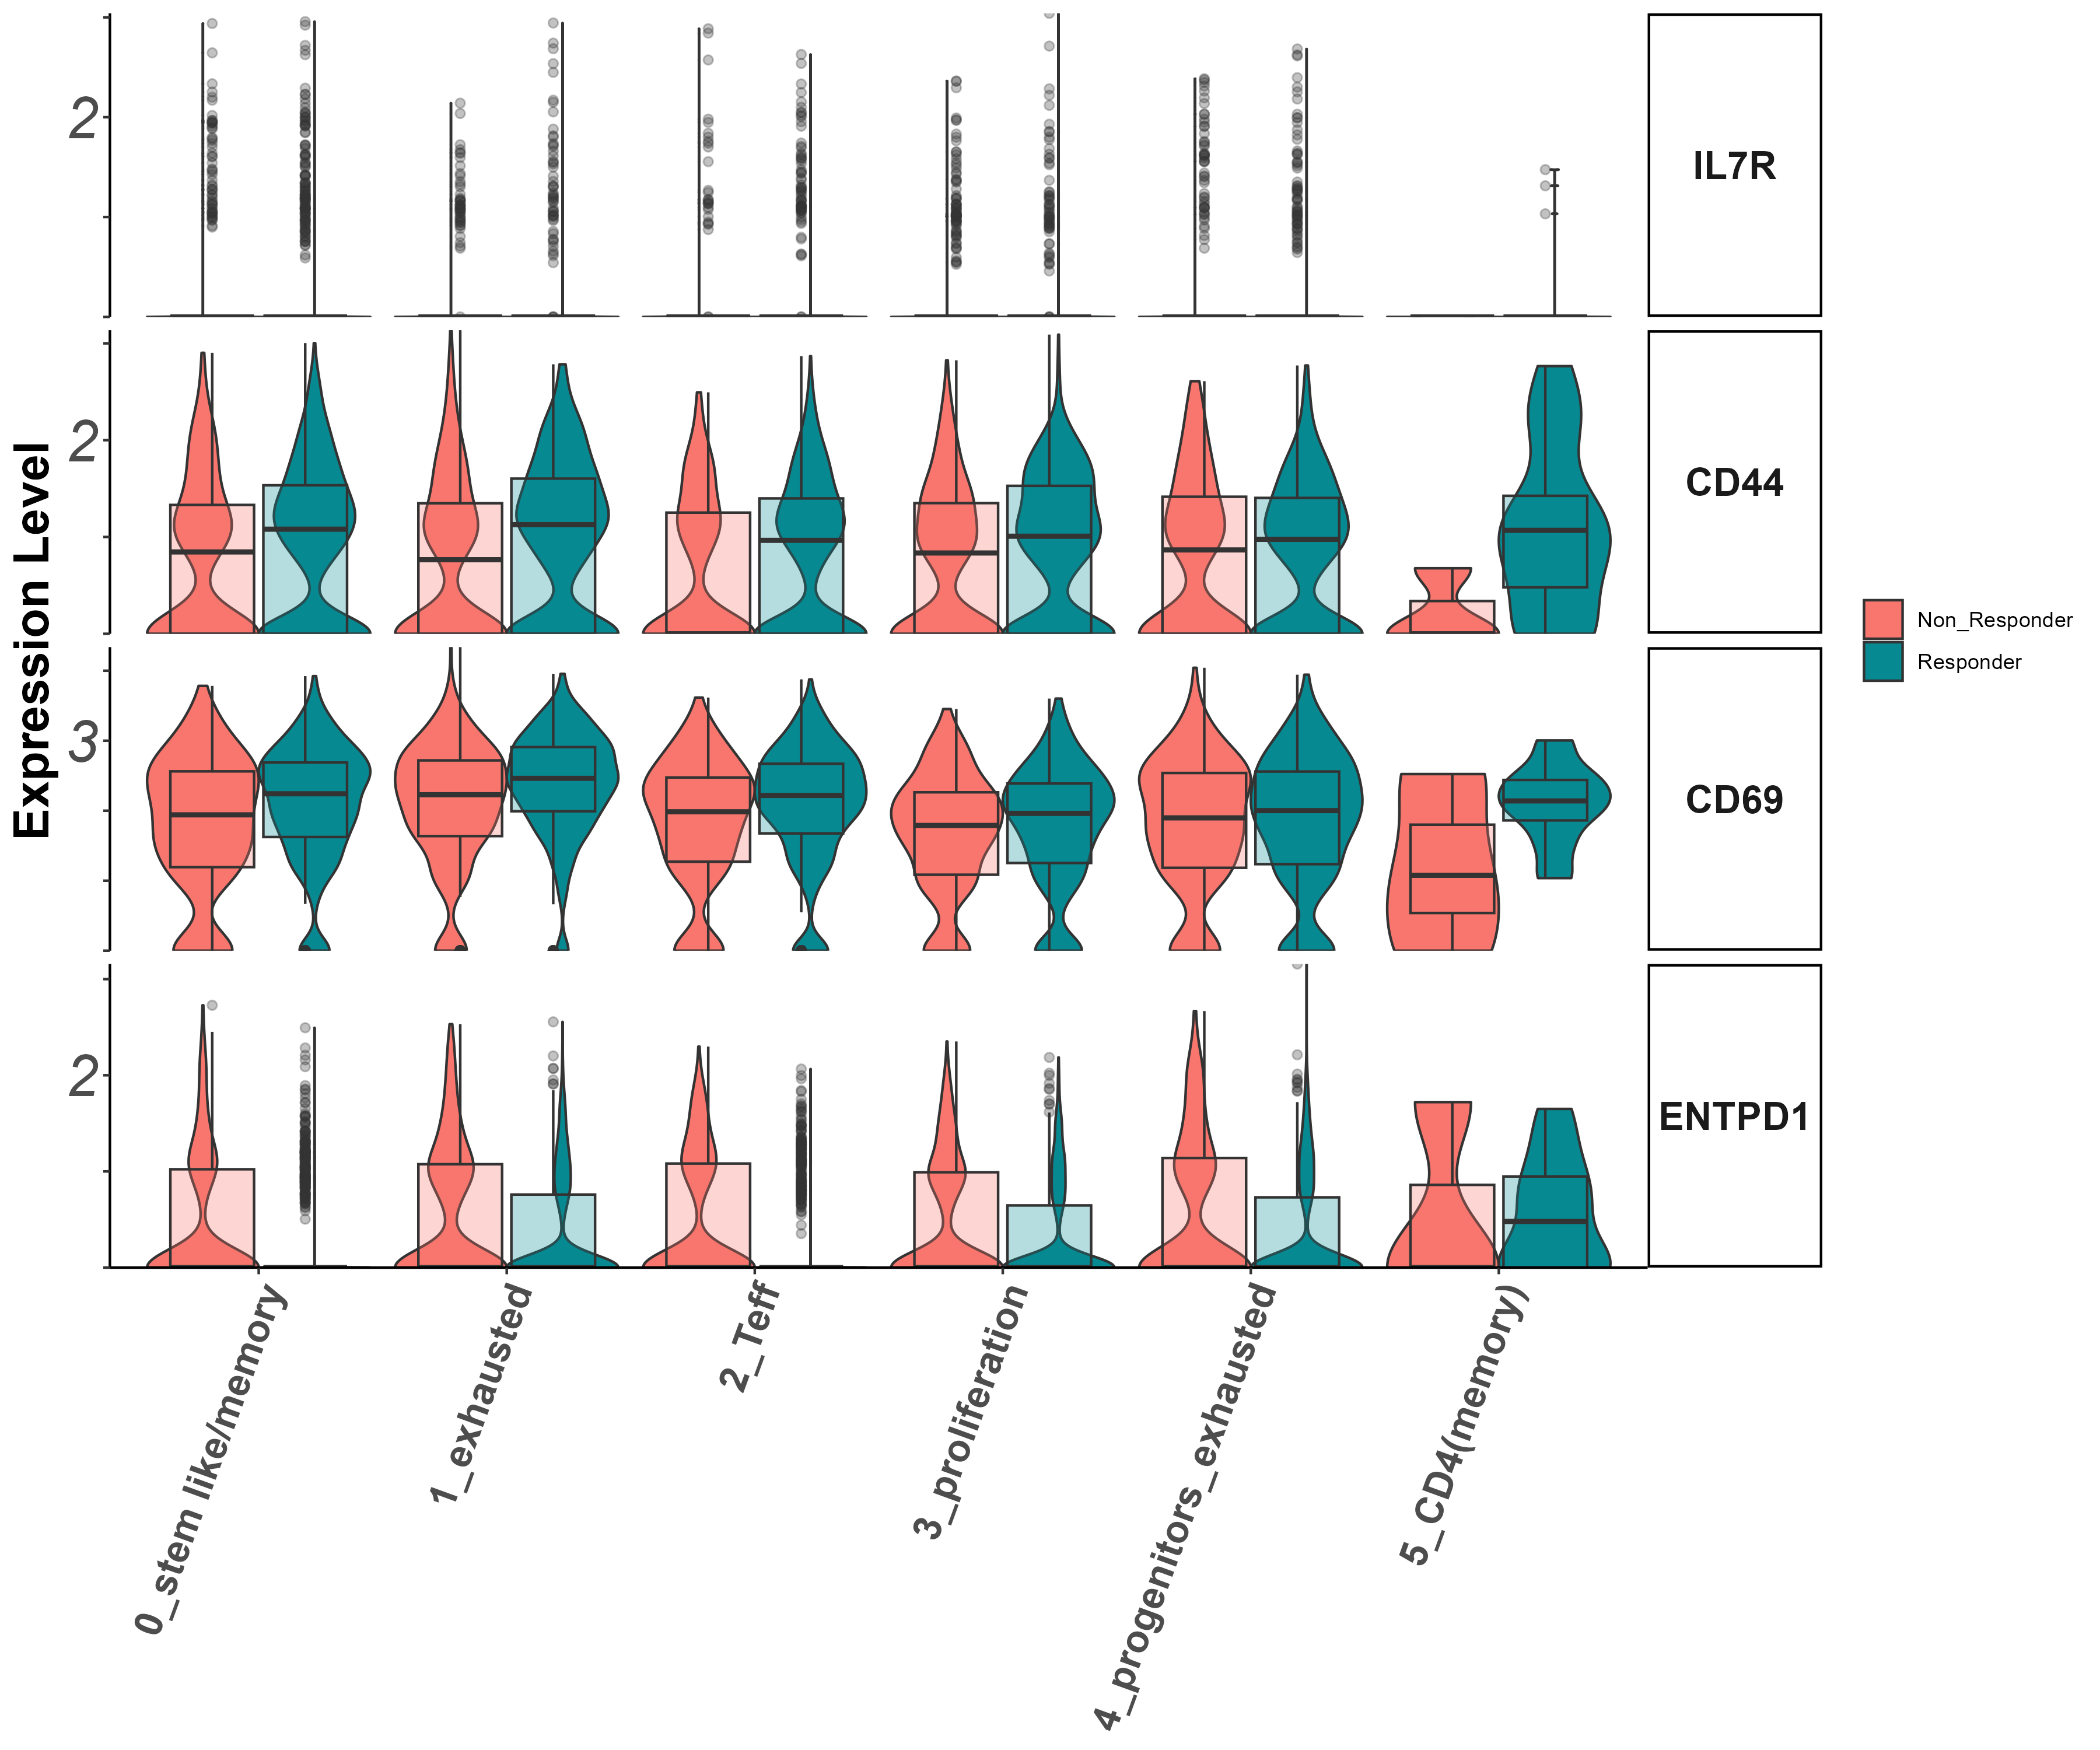 Expression Level
2
IL7R
2
CD44
3
CD69
2
ENTPD1
Non_Responder
Responder
0_stem like/memory
1_exhausted
2_Teff
3_proliferation
4_progenitors_exhausted
5_CD4(memory)